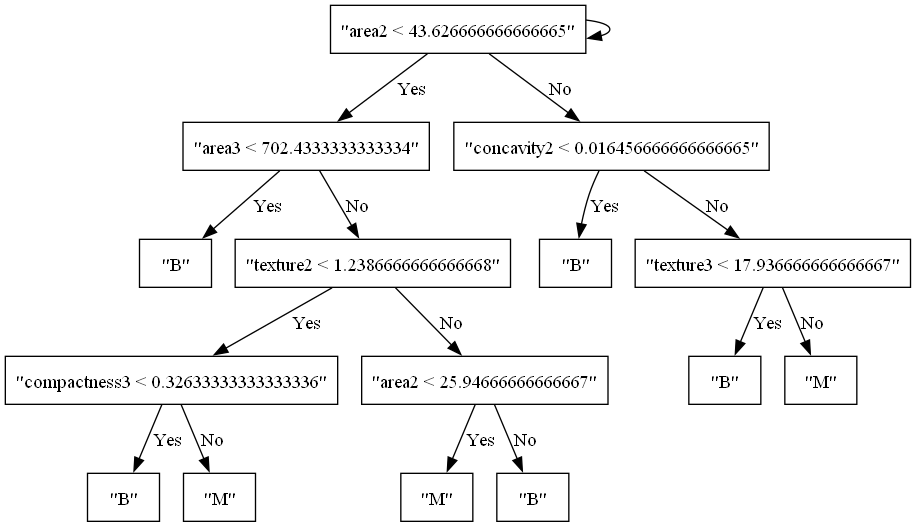 "area2 < 43.626666666666665"
Yes
No
"area3 < 702.4333333333334"
"concavity2 < 0.016456666666666665"
Yes
No
Yes
No
"B"
"texture2 < 1.2386666666666668"
"B"
"texture3 < 17.936666666666667"
Yes
No
Yes
No
"compactness3 < 0.32633333333333336"
"area2 < 25.94666666666667"
"B"
"M"
Yes
No
Yes
No
"B"
"M"
"M"
"B"